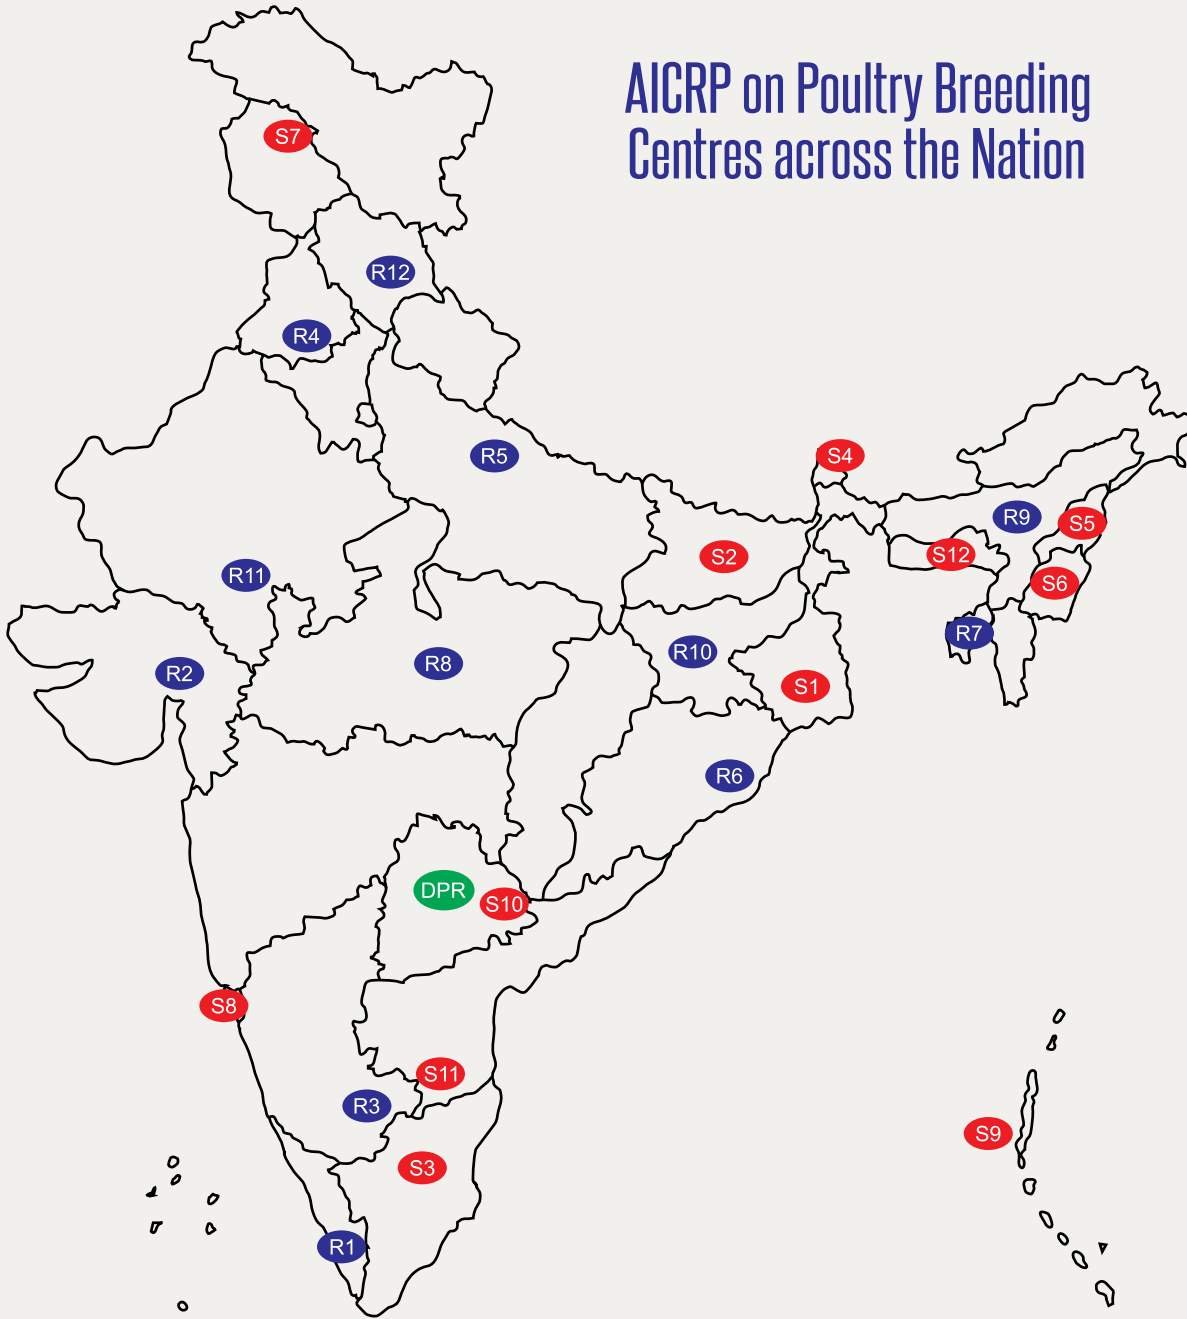 AICRP on Poultry Breeding
Centres across the Nation
S7
R12
R4
R5
S4
R9
S5
S2
S12
R11
S6
R7
R10
R8
R2
S1
R6
DPR
S10
S8
S11
R3
S9
S3
R1